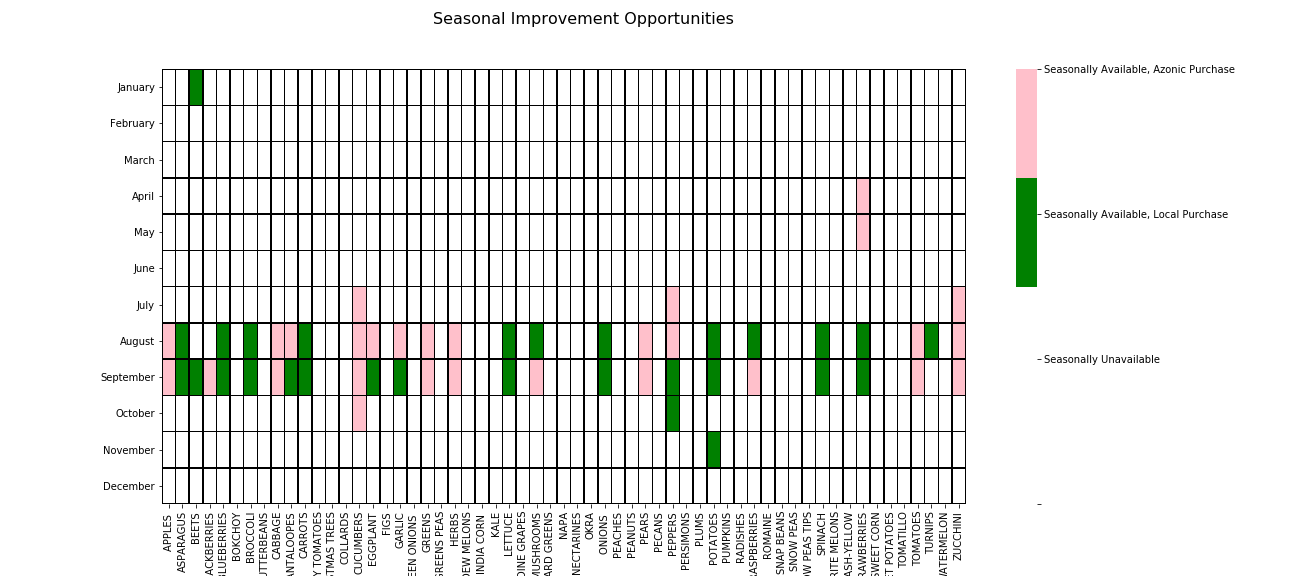 Seasonal Improvement Opportunities
January
February
March
April
May
June
July
August
September
October
November
December
APPLES
ASPARAGUS
BEETS
ACKBERRIES
BLUEBERRIES
BOKCHOY
BROCCOLI
UTTERBEANS
CABBAGE
ANTALOUPES
CARROTS
Y TOMATOES
STMAS TREES
COLLARDS
CUCUMBERS
EGGPLANT
FIGS
GARLIC
EEN ONIONS
GREENS
GREENS PEAS
HERBS
DEW MELONS
INDIA CORN
KALE
LETTUCE
DINE GRAPES
MUSHROOMS
ARD GREENS
NAPA
NECTARINES
OKRA
ONIONS
PEACHES
PEANUTS
PEARS
PECANS
PEPPERS
PERSIMONS
PLUMS
POTATOES
PUMPKINS
RADISHES
RASPBERRIES
ROMAINE
SNAP BEANS
SNOW PEAS
OW PEAS TIPS
SPINACH
RITE MELONS
ASH-YELLOW
RAWBERRIES
SWEET CORN
ET POTATOES
TOMATILLO
TOMATOES
TURNIPS
WATERMELON
ZUCCHINI
Seasonally Available, Azonic Purchase
Seasonally Available, Local Purchase
Seasonally Unavailable